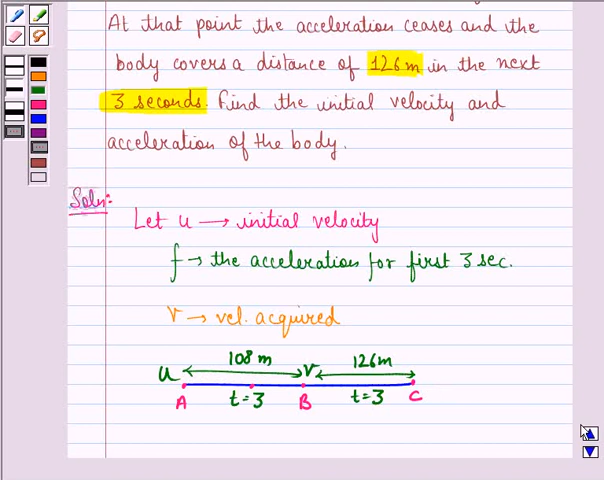 At that point the acceleration ceases and the
body covers a distance of 126m in the next
3 seconds. Find the initial velocity and
acceleration of the body.
Soln:
Let u → initial velocity
f → the acceleration for first 3 sec.
v → vel. acquired
108 m 126m
u v
t=3 t=3
A B C